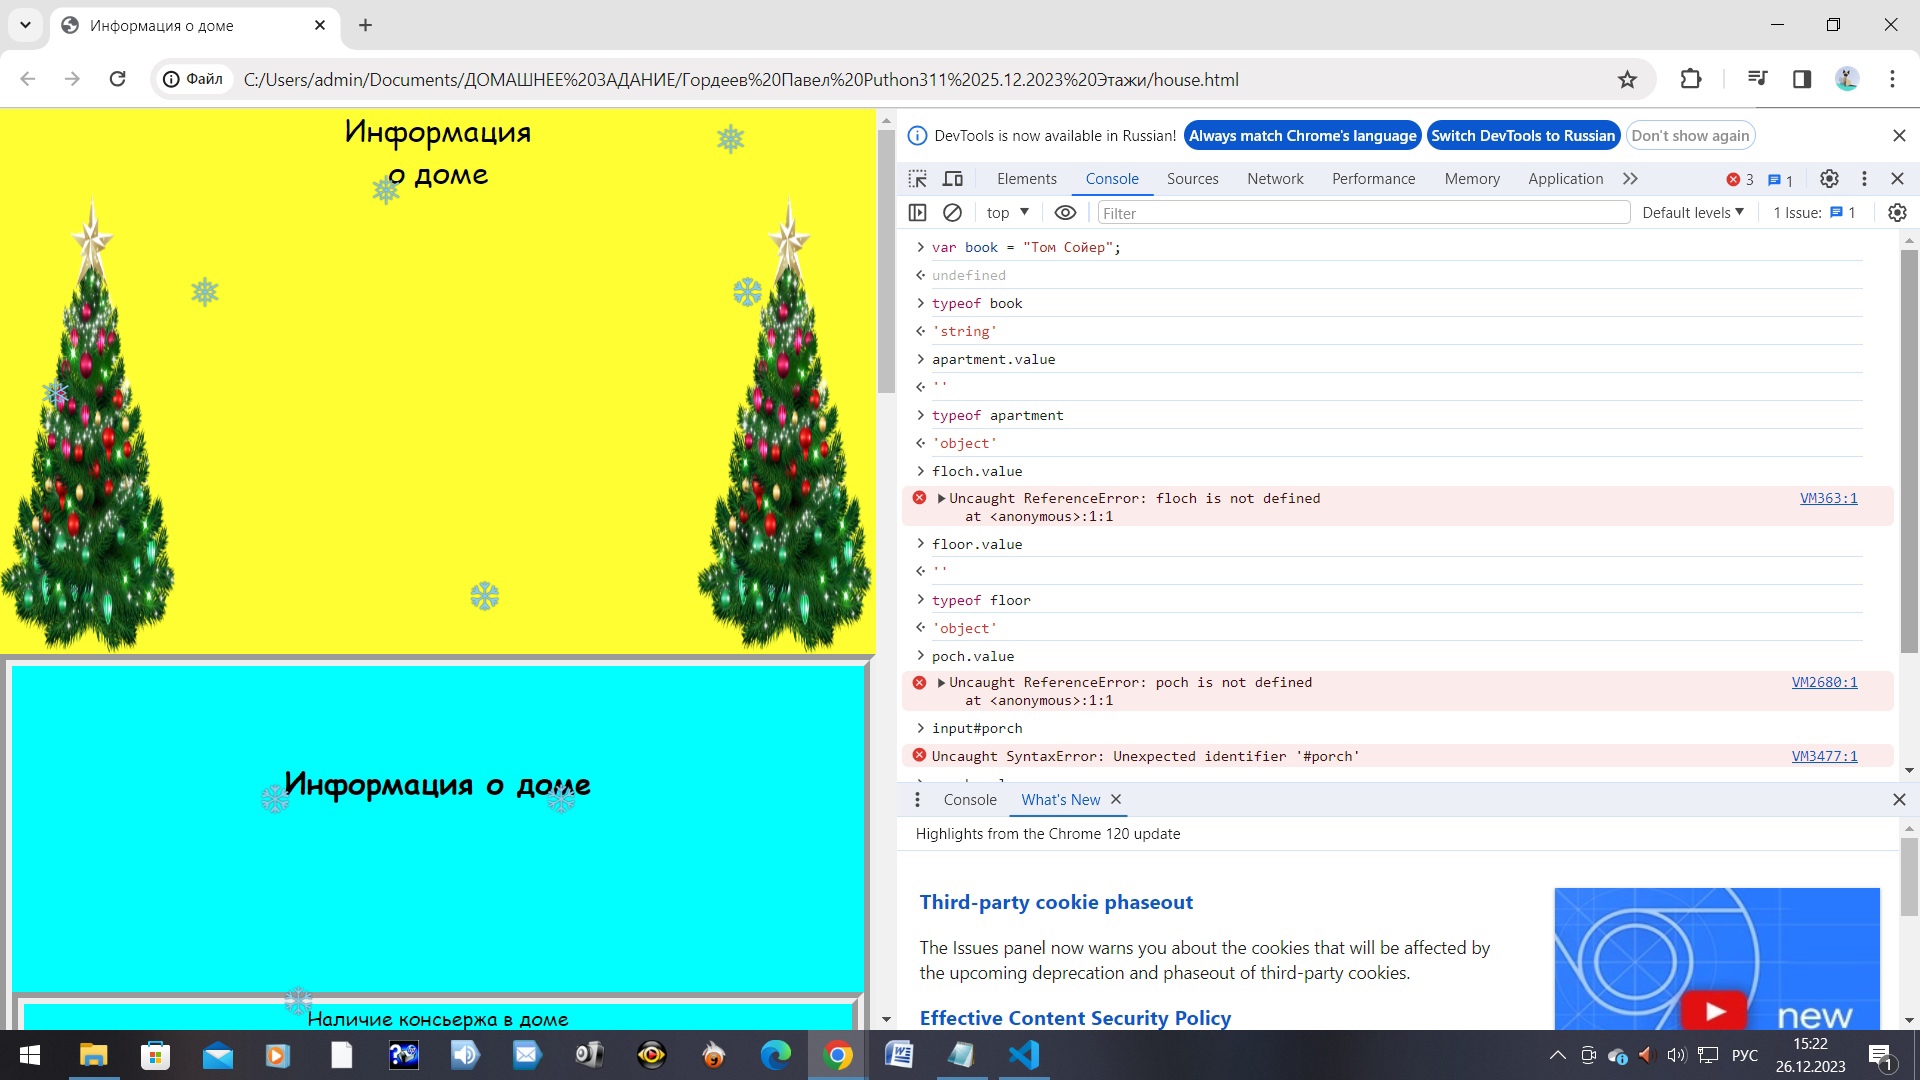 Информация о доме
Файл
C:/Users/admin/Documents/ДОМАШНЕЕ%20ЗАДАНИЕ/Гордеев%20Павел%20Puthon311%2025.12.2023%20Этажи/house.html
Информация
о доме
Информация о доме
Наличие консьержа в доме
DevTools is now available in Russian!
Always match Chrome's language
Switch DevTools to Russian
Don't show again
Elements
Console
Sources
Network
Performance
Memory
Application
3
1
top
Filter
Default levels
1 Issue:
1
var book = "Том Сойер";
undefined
typeof book
'string'
apartment.value
''
typeof apartment
'object'
floch.value
Uncaught ReferenceError: floch is not defined
VM363:1
at <anonymous>:1:1
floor.value
''
typeof floor
'object'
poch.value
Uncaught ReferenceError: poch is not defined
VM2680:1
at <anonymous>:1:1
input#porch
Uncaught SyntaxError: Unexpected identifier '#porch'
VM3477:1
Console
What's New
Highlights from the Chrome 120 update
Third-party cookie phaseout
The Issues panel now warns you about the cookies that will be affected by
the upcoming deprecation and phaseout of third-party cookies.
Effective Content Security Policy
new
РУС
15:22
26.12.2023
1